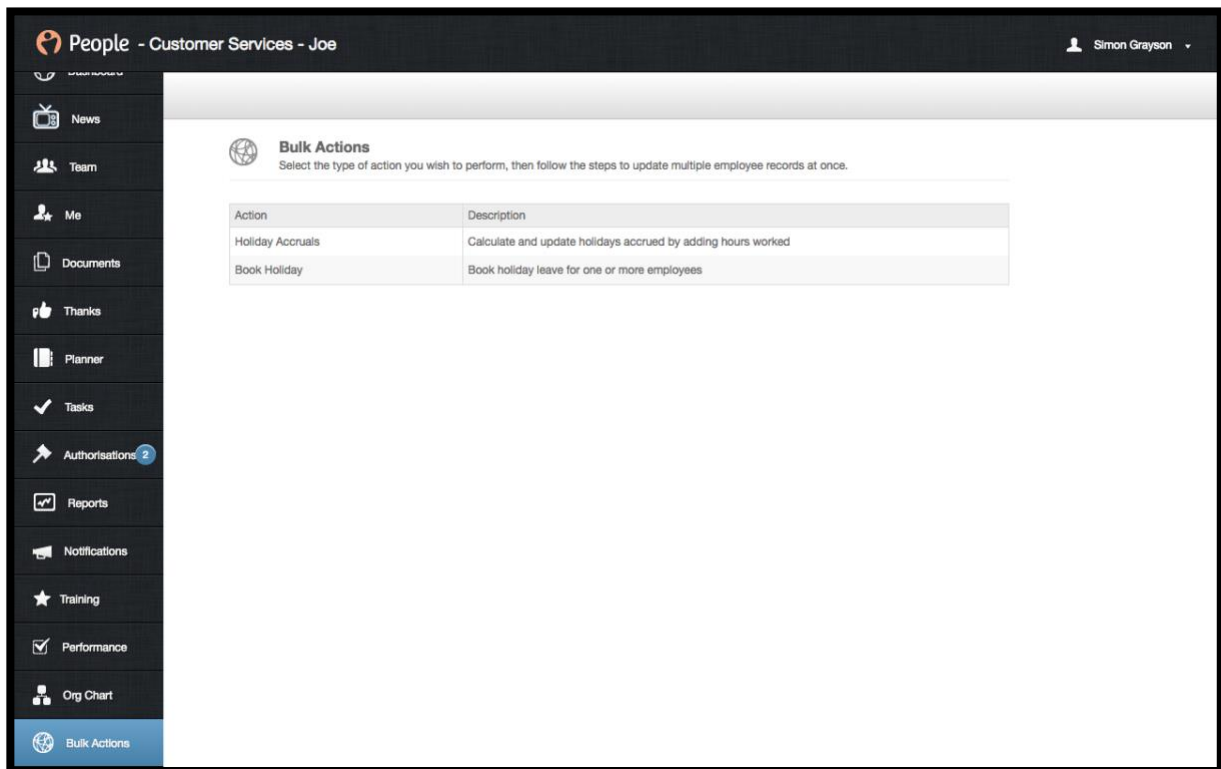 People - Customer Services - Joe
Simon Grayson
Dashboard
News
Team
Me
Documents
Thanks
Planner
Tasks
Authorisations 2
Reports
Notifications
Training
Performance
Org Chart
Bulk Actions
Bulk Actions
Select the type of action you wish to perform, then follow the steps to update multiple employee records at once.
Action Description
Holiday Accruals Calculate and update holidays accrued by adding hours worked
Book Holiday Book holiday leave for one or more employees